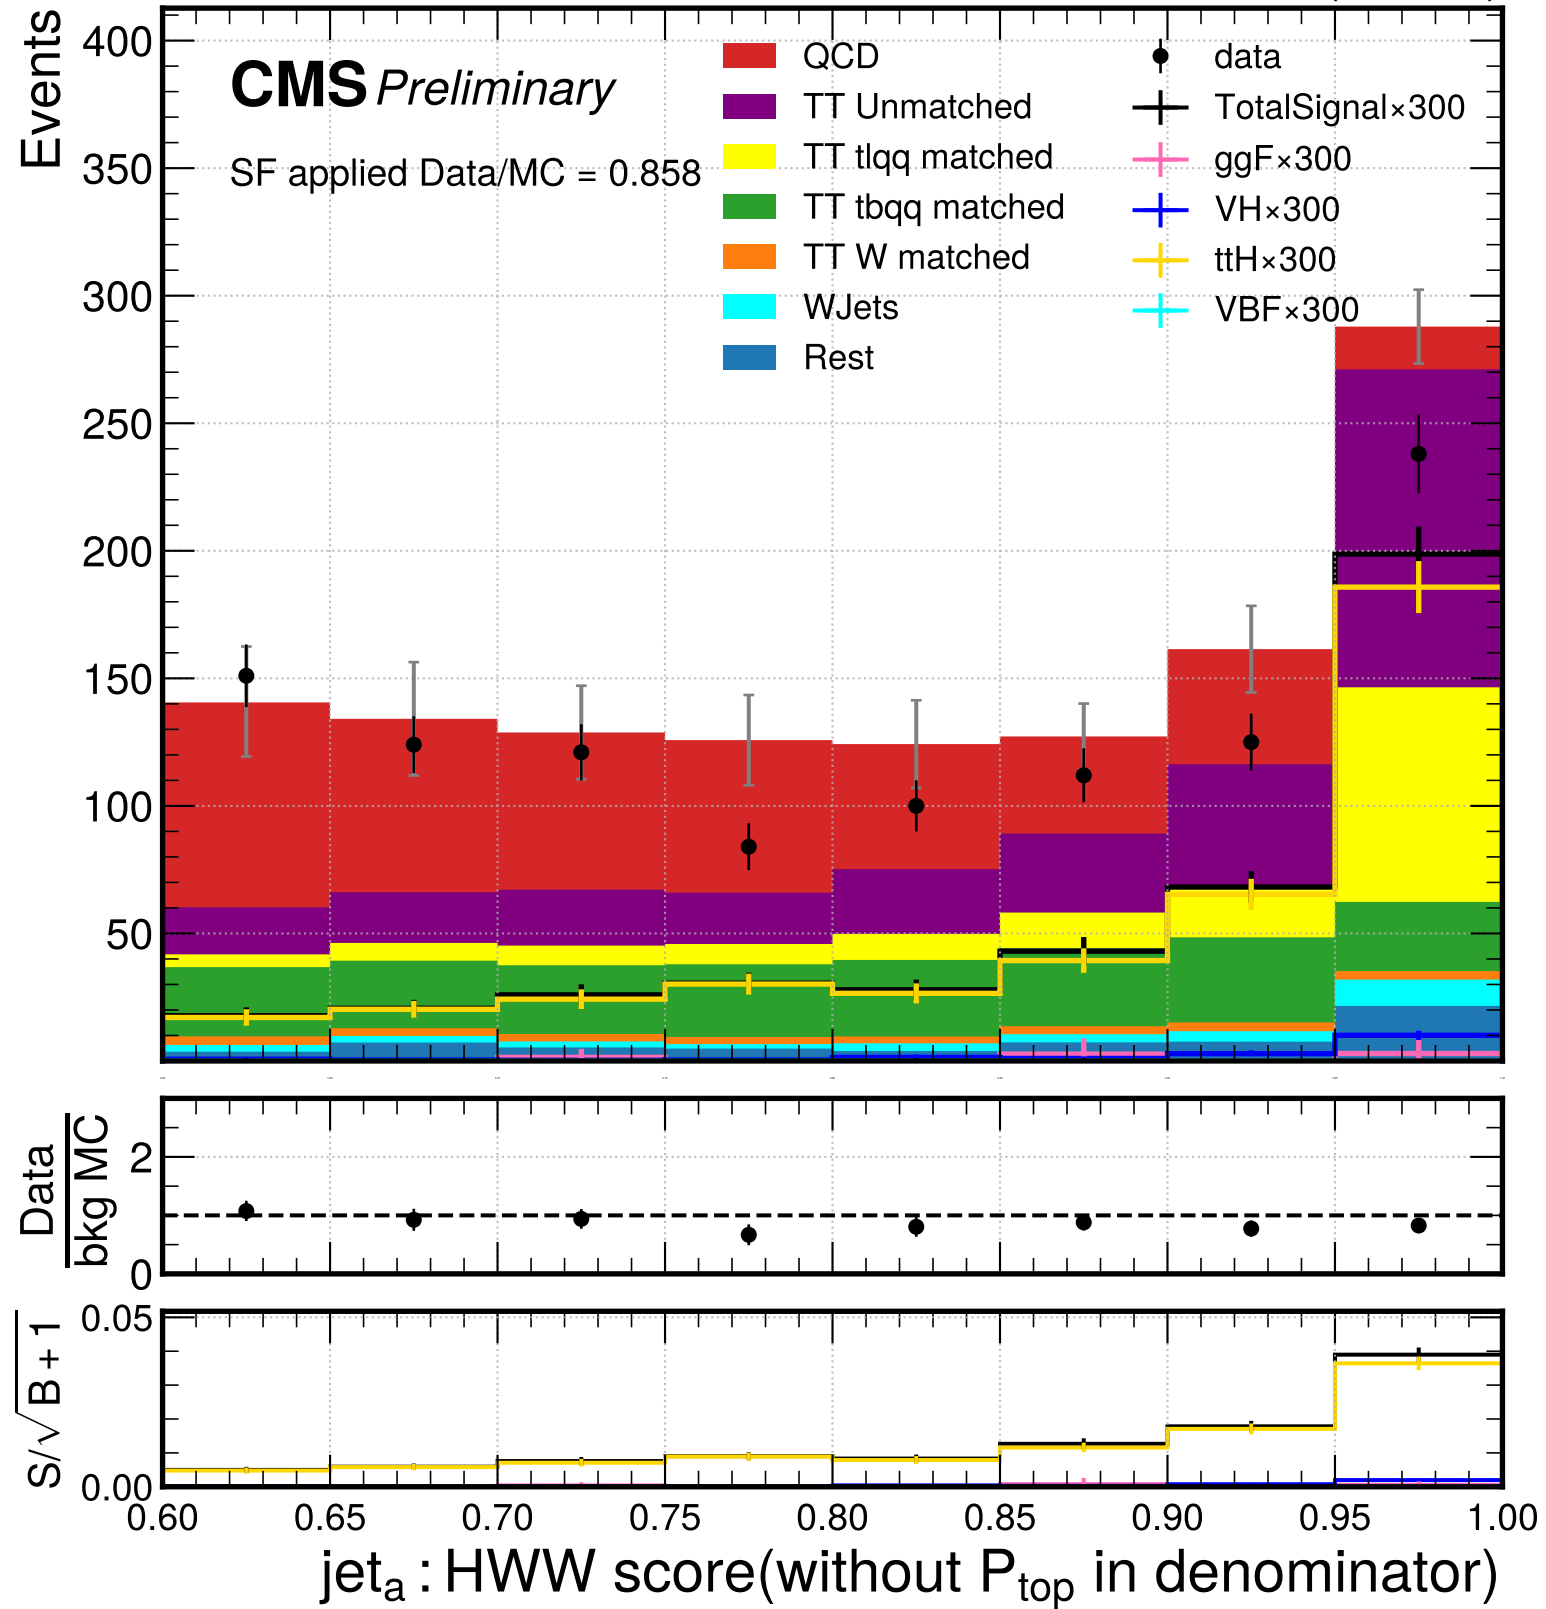 Events
400
350
300
250
200
150
100
50
CMS Preliminary
SF applied Data/MC = 0.858
QCD
TT Unmatched
TT tlqq matched
TT tbqq matched
TT W matched
WJets
Rest
data
TotalSignal×300
ggF×300
VH×300
ttH×300
VBF×300
Data
bkg MC
2
0
S/√B + 1
0.05
0.00
0.60 0.65 0.70 0.75 0.80 0.85 0.90 0.95 1.00
jet_a : HWW score(without P_top in denominator)